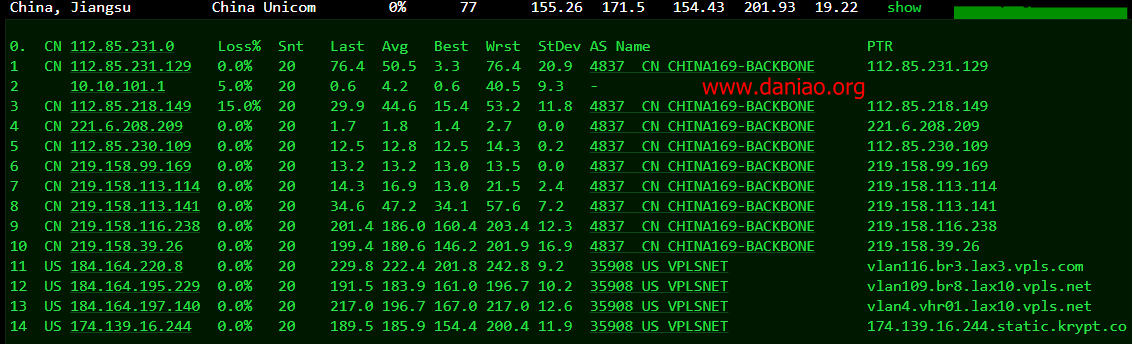 China, Jiangsu China Unicom 0% 77 155.26 171.5 154.43 201.93 19.22 show
0. CN 112.85.231.0 Loss% Snt Last Avg Best Wrst StDev AS Name PTR
1 CN 112.85.231.129 0.0% 20 76.4 50.5 3.3 76.4 20.9 4837 CN CHINA169-BACKBONE 112.85.231.129
2 10.10.101.1 5.0% 20 0.6 4.2 0.6 40.5 9.3 -
www.daniao.org
3 CN 112.85.218.149 15.0% 20 29.9 44.6 15.4 53.2 11.8 4837 CN CHINA169-BACKBONE 112.85.218.149
4 CN 221.6.208.209 0.0% 20 1.7 1.8 1.4 2.7 0.0 4837 CN CHINA169-BACKBONE 221.6.208.209
5 CN 112.85.230.109 0.0% 20 12.5 12.8 12.5 14.3 0.2 4837 CN CHINA169-BACKBONE 112.85.230.109
6 CN 219.158.99.169 0.0% 20 13.2 13.2 13.0 13.5 0.0 4837 CN CHINA169-BACKBONE 219.158.99.169
7 CN 219.158.113.114 0.0% 20 14.3 16.9 13.0 21.5 2.4 4837 CN CHINA169-BACKBONE 219.158.113.114
8 CN 219.158.113.141 0.0% 20 34.6 47.2 34.1 57.6 7.2 4837 CN CHINA169-BACKBONE 219.158.113.141
9 CN 219.158.116.238 0.0% 20 201.4 186.0 160.4 203.4 12.3 4837 CN CHINA169-BACKBONE 219.158.116.238
10 CN 219.158.39.26 0.0% 20 199.4 180.6 146.2 201.9 16.9 4837 CN CHINA169-BACKBONE 219.158.39.26
11 US 184.164.220.8 0.0% 20 229.8 222.4 201.8 242.8 9.2 35908 US VPLSNET vlan116.br3.lax3.vpls.com
12 US 184.164.195.229 0.0% 20 191.5 183.9 161.0 196.7 10.2 35908 US VPLSNET vlan109.br8.lax10.vpls.net
13 US 184.164.197.140 0.0% 20 217.0 196.7 167.0 217.0 12.6 35908 US VPLSNET vlan4.vhr01.lax10.vpls.net
14 US 174.139.16.244 0.0% 20 189.5 185.9 154.4 200.4 11.9 35908 US VPLSNET 174.139.16.244.static.krypt.co